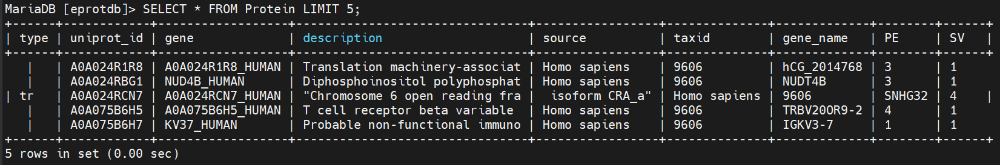 MariaDB [eprotdb]> SELECT * FROM Protein LIMIT 5;
+------+------------+------------------+--------------------------------+-----------------+--------------+-------------+--------+------+
| type | uniprot_id | gene             | description                    | source          | taxid        | gene_name   | PE     | SV   |
+------+------------+------------------+--------------------------------+-----------------+--------------+-------------+--------+------+
   |   | A0A024R1R8 | A0A024R1R8_HUMAN | Translation machinery-associat | Homo sapiens    | 9606         | hCG_2014768 | 3      | 1
   |   | A0A024RBG1 | NUD4B_HUMAN      | Diphosphoinositol polyphosphat | Homo sapiens    | 9606         | NUDT4B      | 3      | 1
| tr   | A0A024RCN7 | A0A024RCN7_HUMAN | "Chromosome 6 open reading fra |  isoform CRA_a" | Homo sapiens | 9606        | SNHG32 | 4    |
   |   | A0A075B6H5 | A0A075B6H5_HUMAN | T cell receptor beta variable  | Homo sapiens    | 9606         | TRBV20OR9-2 | 4      | 1
   |   | A0A075B6H7 | KV37_HUMAN       | Probable non-functional immuno | Homo sapiens    | 9606         | IGKV3-7     | 1      | 1
+------+------------+------------------+--------------------------------+-----------------+--------------+-------------+--------+------+
5 rows in set (0.00 sec)